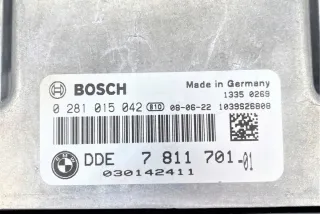 BOSCH
Made in Germany
1335 0269
0 281 015 042 B10 08-06-22 1039S26808
DDE 7 811 701-01
030142411